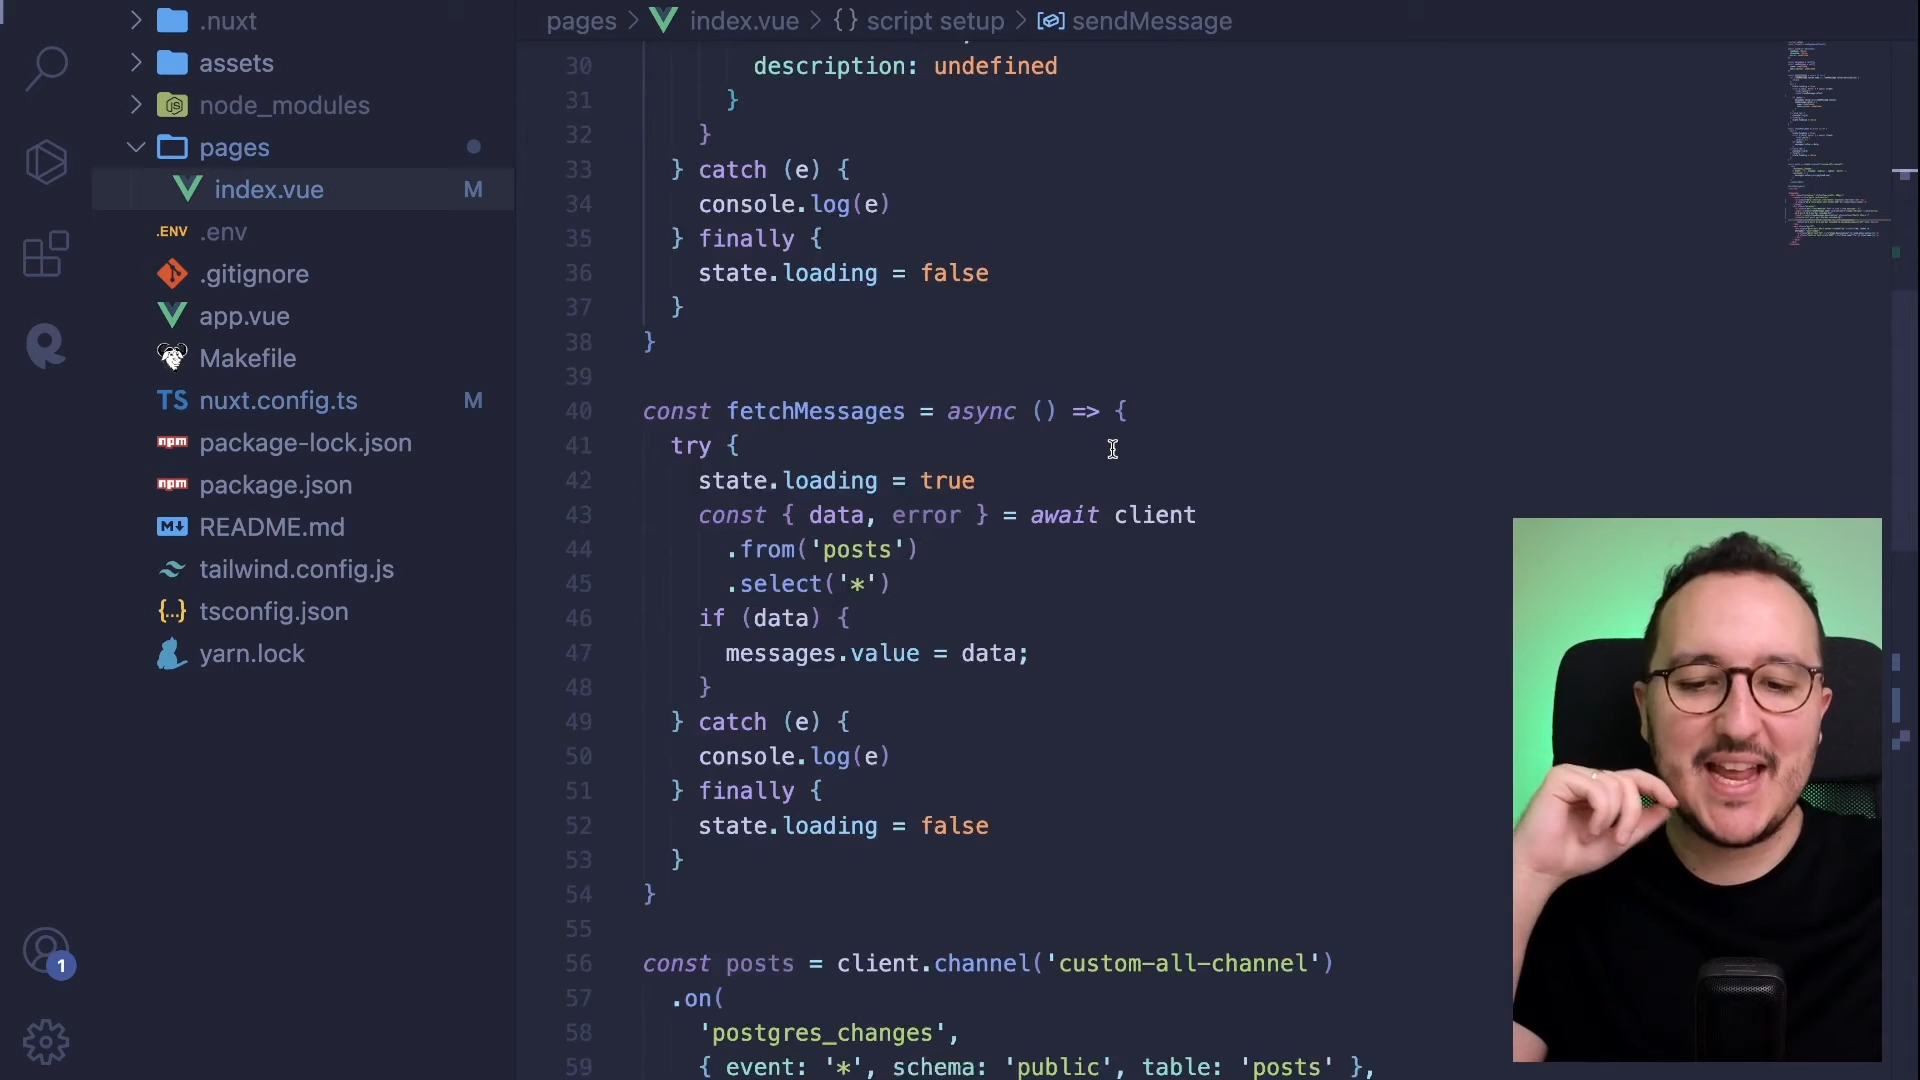 .nuxt
assets
node_modules
pages
index.vue M
.ENV .env
.gitignore
app.vue
Makefile
TS nuxt.config.ts M
npm package-lock.json
npm package.json
M↓ README.md
tailwind.config.js
{...} tsconfig.json
yarn.lock
1
pages > index.vue > {} script setup > sendMessage
30 description: undefined
31 }
32 }
33 } catch (e) {
34 console.log(e)
35 } finally {
36 state.loading = false
37 }
38 }
39
40 const fetchMessages = async () => {
41 try {
42 state.loading = true
43 const { data, error } = await client
44 .from('posts')
45 .select('*')
46 if (data) {
47 messages.value = data;
48 }
49 } catch (e) {
50 console.log(e)
51 } finally {
52 state.loading = false
53 }
54 }
55
56 const posts = client.channel('custom-all-channel')
57 .on(
58 'postgres_changes',
59 { event: '*', schema: 'public', table: 'posts' },